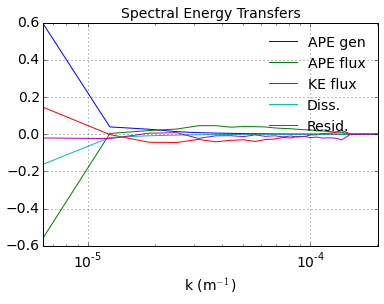 Spectral Energy Transfers
0.6
0.4
0.2
0.0
−0.2
−0.4
−0.6
APE gen
APE flux
KE flux
Diss.
Resid.
10⁻⁵
10⁻⁴
k (m⁻¹)